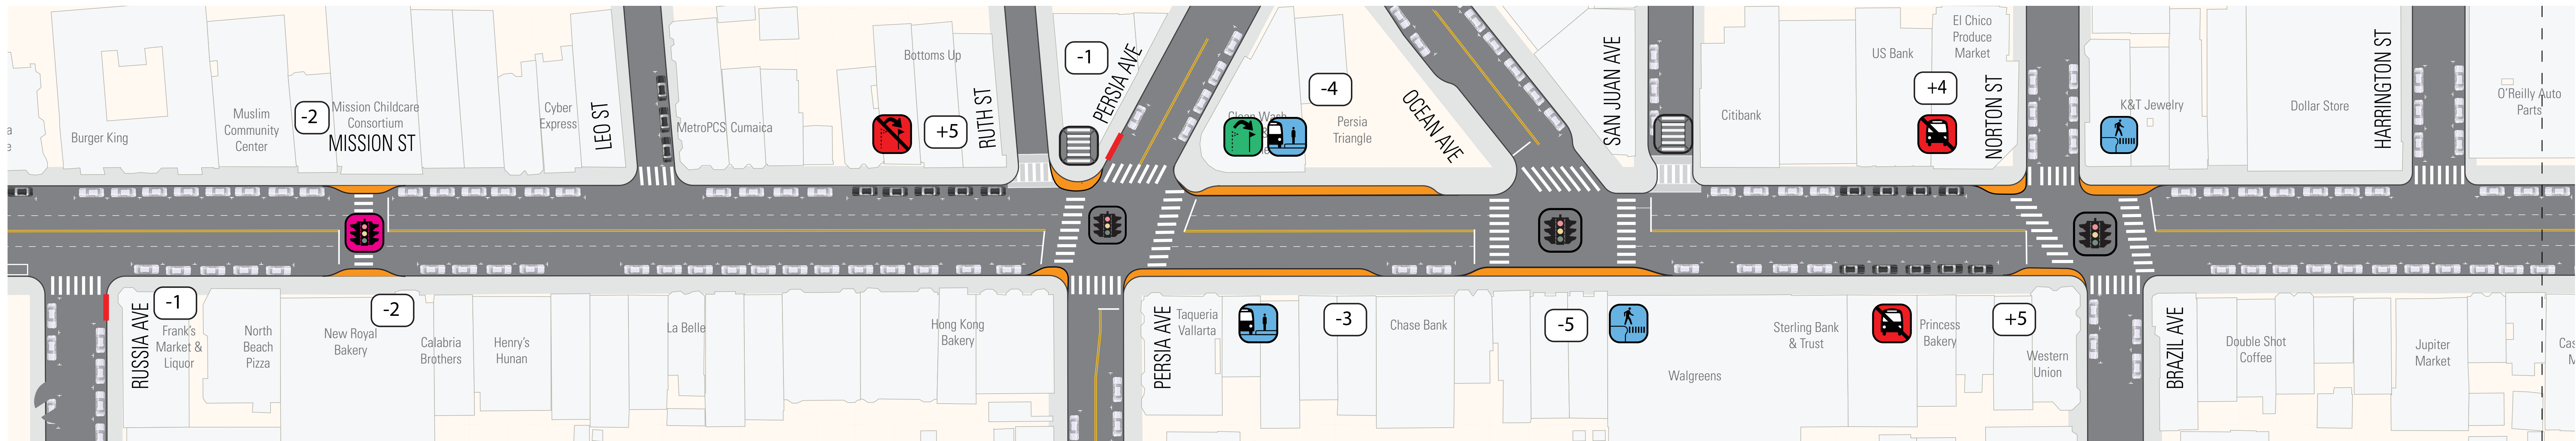 Burger King
Muslim
Community
Center
-2
Mission Childcare
Consortium
MISSION ST
Cyber
Express
LEO ST
MetroPCS
Cumaica
Bottoms Up
+5
RUTH ST
-1
PERSIA AVE
-4
Persia
Triangle
OCEAN AVE
SAN JUAN AVE
Citibank
US Bank
El Chico
Produce
Market
+4
NORTON ST
K&T Jewelry
Dollar Store
HARRINGTON ST
O'Reilly Auto
Parts
RUSSIA AVE
-1
Frank's
Market &
Liquor
North
Beach
Pizza
New Royal
Bakery
-2
Calabria
Brothers
Henry's
Hunan
La Belle
Hong Kong
Bakery
PERSIA AVE
Taqueria
Vallarta
-3
Chase Bank
-5
Walgreens
Sterling Bank
& Trust
Princess
Bakery
+5
Western
Union
BRAZIL AVE
Double Shot
Coffee
Jupiter
Market